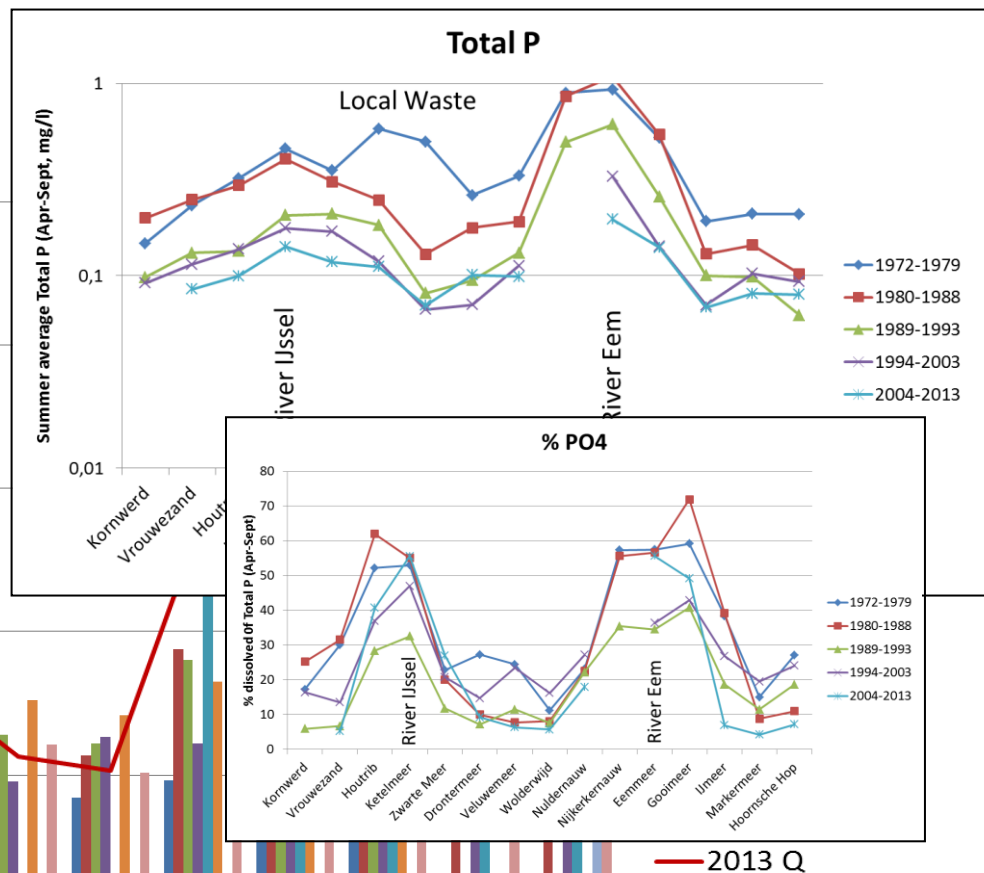 Total P
Summer average Total P (Apr-Sept, mg/l)
1
0,1
0,01
Local Waste
River Eem
Kornwerd
Vrouwezand
1972-1979
1980-1988
1989-1993
1994-2003
2004-2013
% PO4
% dissolved 0f Total P (Apr-Sept)
80
70
60
50
40
30
20
10
0
River IJssel
River Eem
Kornwerd
Vrouwezand
Houtrib
Ketelmeer
Zwarte Meer
Drontermeer
Veluwemeer
Wolderwijd
Nuldernauw
Nijkerkernauw
Eemmeer
Gooimeer
IJmeer
Markermeer
Hoornsche Hop
1972-1979
1980-1988
1989-1993
1994-2003
2004-2013
2013 Q